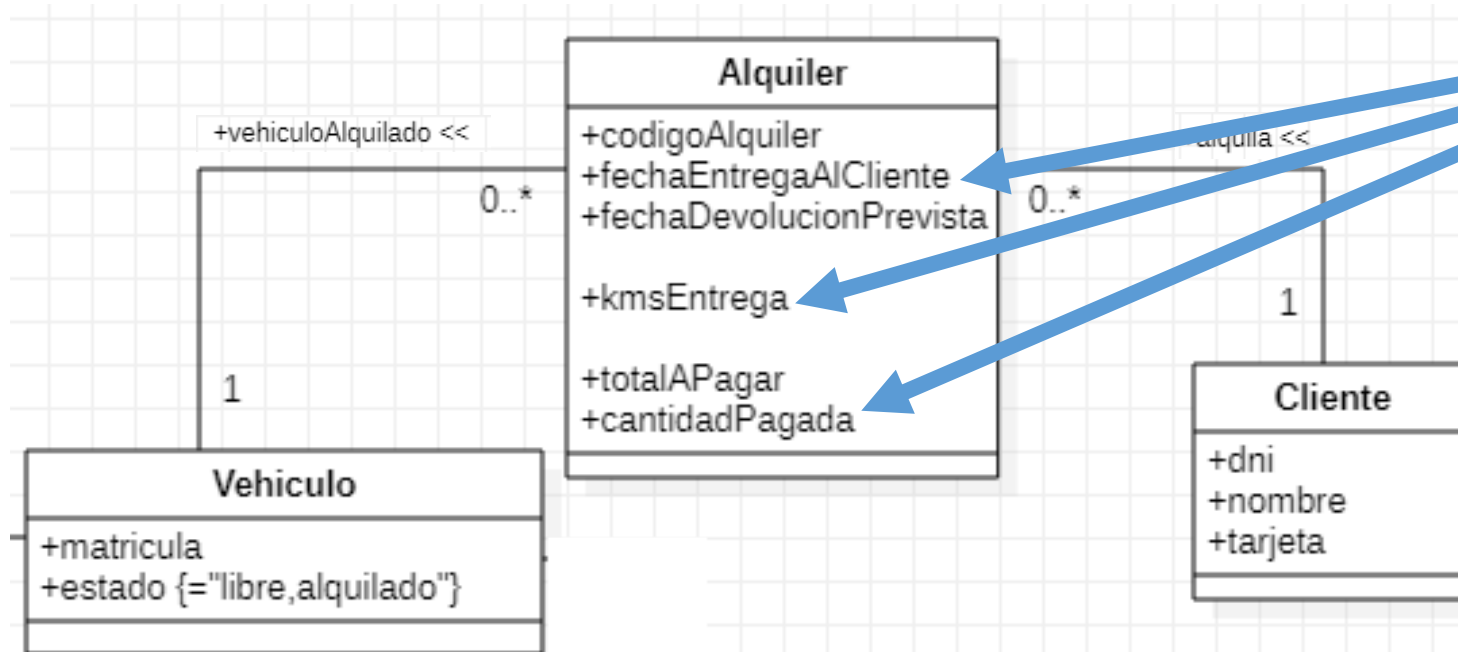 Alquiler
+vehiculoAlquilado <<
+codigoAlquiler
+fechaEntregaAlCliente
+fechaDevolucionPrevista
0..*
0..*
alquila <<
+kmsEntrega
1
1
+totalAPagar
+cantidadPagada
Vehiculo
+matricula
+estado {="libre,alquilado"}
Cliente
+dni
+nombre
+tarjeta